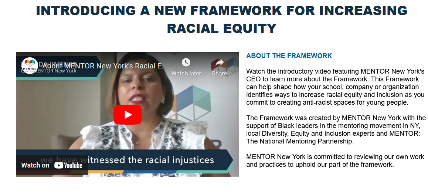 INTRODUCING A NEW FRAMEWORK FOR INCREASING
RACIAL EQUITY
Adopt MENTOR New York's Racial E
MENTOR New York
Watch later
Share
we have witnessed the racial injustices
Watch on YouTube
ABOUT THE FRAMEWORK
Watch the introductory video featuring MENTOR New York's
CEO to learn more about the Framework. This Framework
can help shape how your school, company or organization
identifies ways to increase racial equity and inclusion as you
commit to creating anti-racist spaces for young people.
The Framework was created by MENTOR New York with the
support of Black leaders in the mentoring movement in NY,
local Diversity, Equity and Inclusion experts and MENTOR:
The National Mentoring Partnership.
MENTOR New York is committed to reviewing our own work
and practices to uphold our part of the framework.